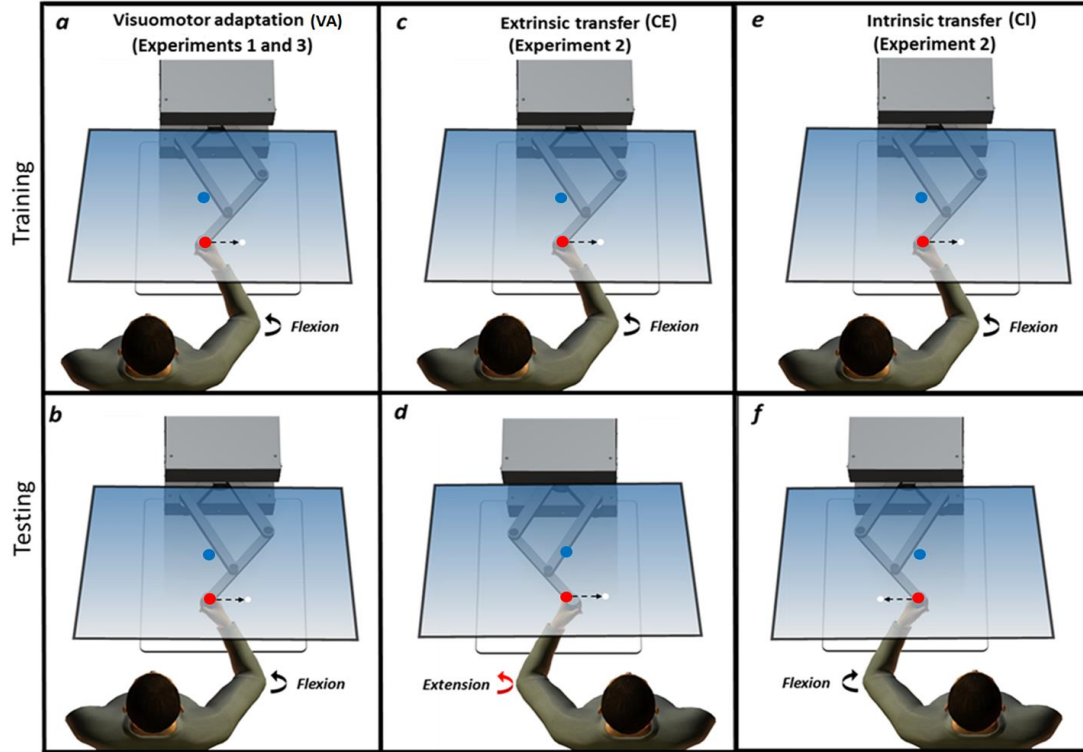 a
Visuomotor adaptation (VA)
(Experiments 1 and 3)
c
Extrinsic transfer (CE)
(Experiment 2)
e
Intrinsic transfer (CI)
(Experiment 2)
Training
Flexion
Flexion
Flexion
b
d
f
Testing
Flexion
Extension
Flexion